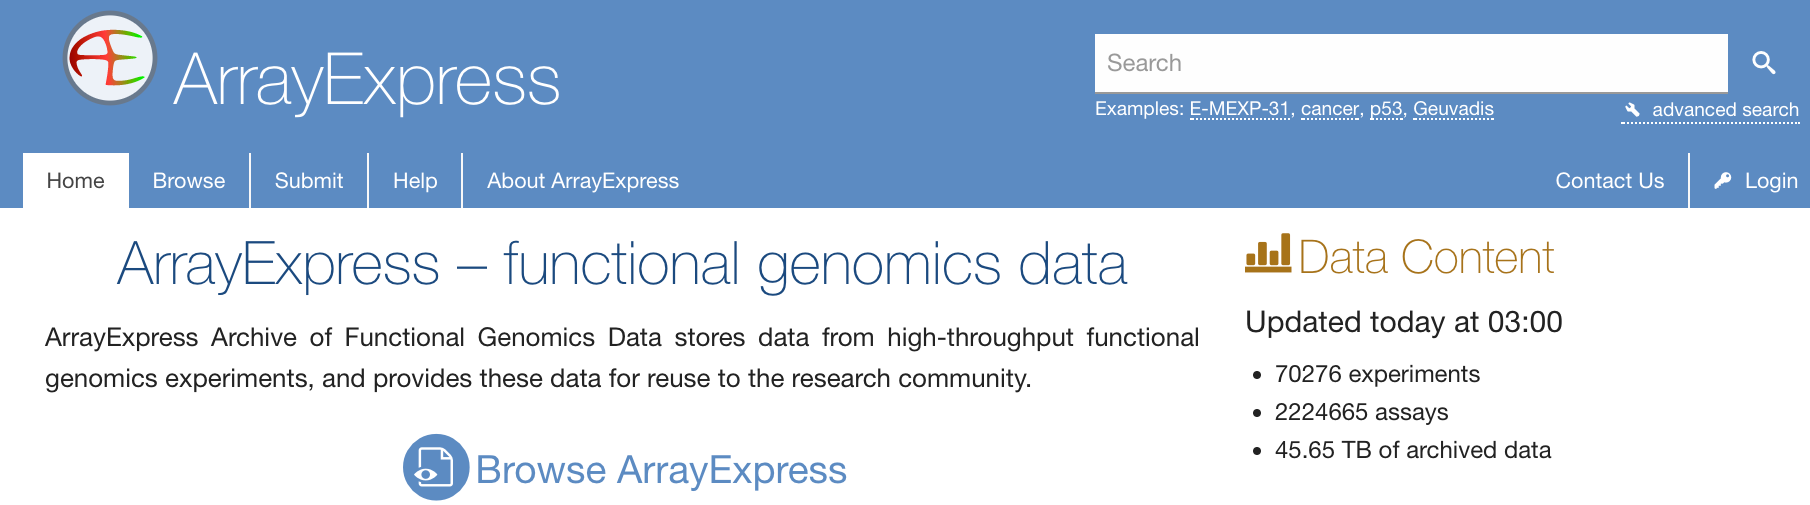 ArrayExpress
Search
Examples: E-MEXP-31, cancer, p53, Geuvadis
advanced search
Home
Browse
Submit
Help
About ArrayExpress
Contact Us
Login
ArrayExpress – functional genomics data
ArrayExpress Archive of Functional Genomics Data stores data from high-throughput functional
genomics experiments, and provides these data for reuse to the research community.
Browse ArrayExpress
Data Content
Updated today at 03:00
• 70276 experiments
• 2224665 assays
• 45.65 TB of archived data